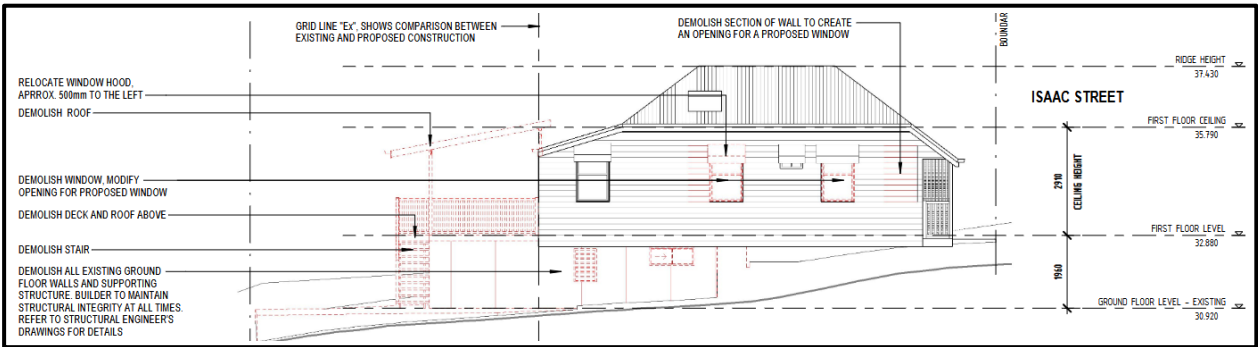 GRID LINE "Ex", SHOWS COMPARISON BETWEEN
EXISTING AND PROPOSED CONSTRUCTION
DEMOLISH SECTION OF WALL TO CREATE
AN OPENING FOR A PROPOSED WINDOW
BOUNDAR
RELOCATE WINDOW HOOD,
APRROX. 500mm TO THE LEFT
DEMOLISH ROOF
DEMOLISH WINDOW, MODIFY
OPENING FOR PROPOSED WINDOW
DEMOLISH DECK AND ROOF ABOVE
DEMOLISH STAIR
DEMOLISH ALL EXISTING GROUND
FLOOR WALLS AND SUPPORTING
STRUCTURE. BUILDER TO MAINTAIN
STRUCTURAL INTEGRITY AT ALL TIMES.
REFER TO STRUCTURAL ENGINEER'S
DRAWINGS FOR DETAILS
RIDGE HEIGHT
37.430
ISAAC STREET
FIRST FLOOR CEILING
35.790
2910
CEILING HEIGHT
FIRST FLOOR LEVEL
32.880
1960
GROUND FLOOR LEVEL - EXISTING
30.920